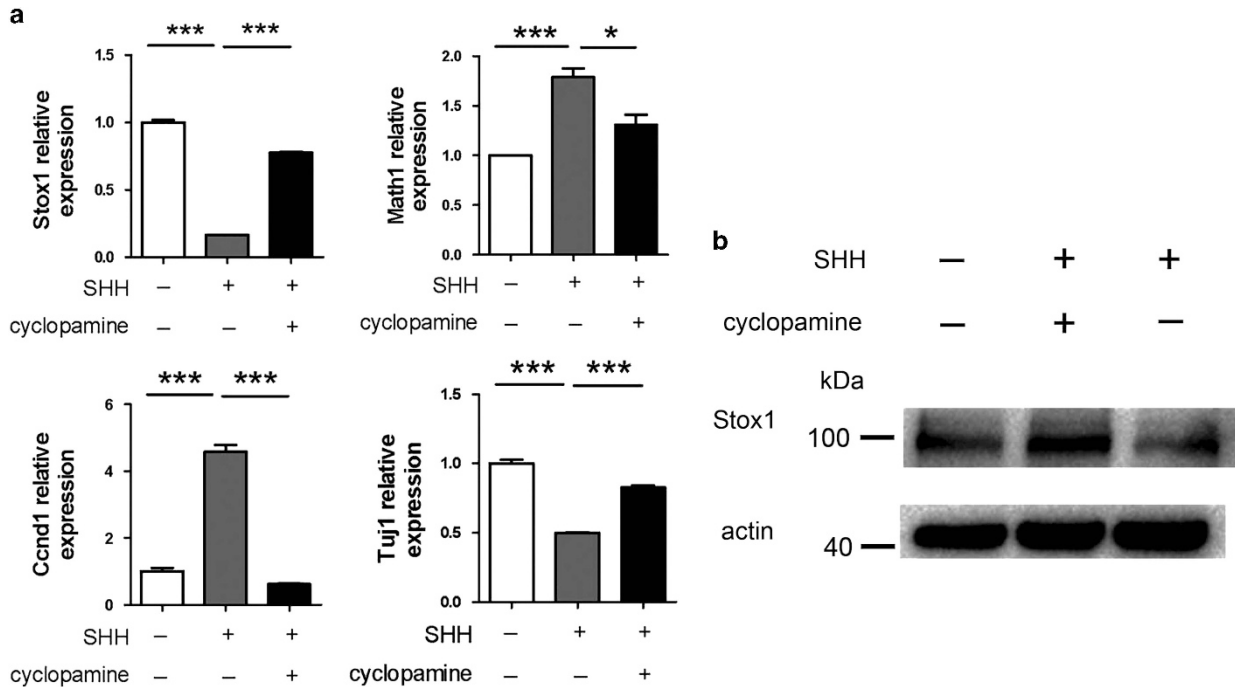 a
*** ***
Stox1 relative
expression
1.5
1.0
0.5
0.0
SHH – + +
cyclopamine – – +
*** *
Math1 relative
expression
2.0
1.5
1.0
0.5
0.0
SHH – + +
cyclopamine – – +
*** ***
Ccnd1 relative
expression
6
4
2
0
SHH – + +
cyclopamine – – +
*** ***
Tuj1 relative
expression
1.5
1.0
0.5
0.0
SHH – + +
cyclopamine – – +
b
SHH – + +
cyclopamine – + –
kDa
Stox1 100
actin 40